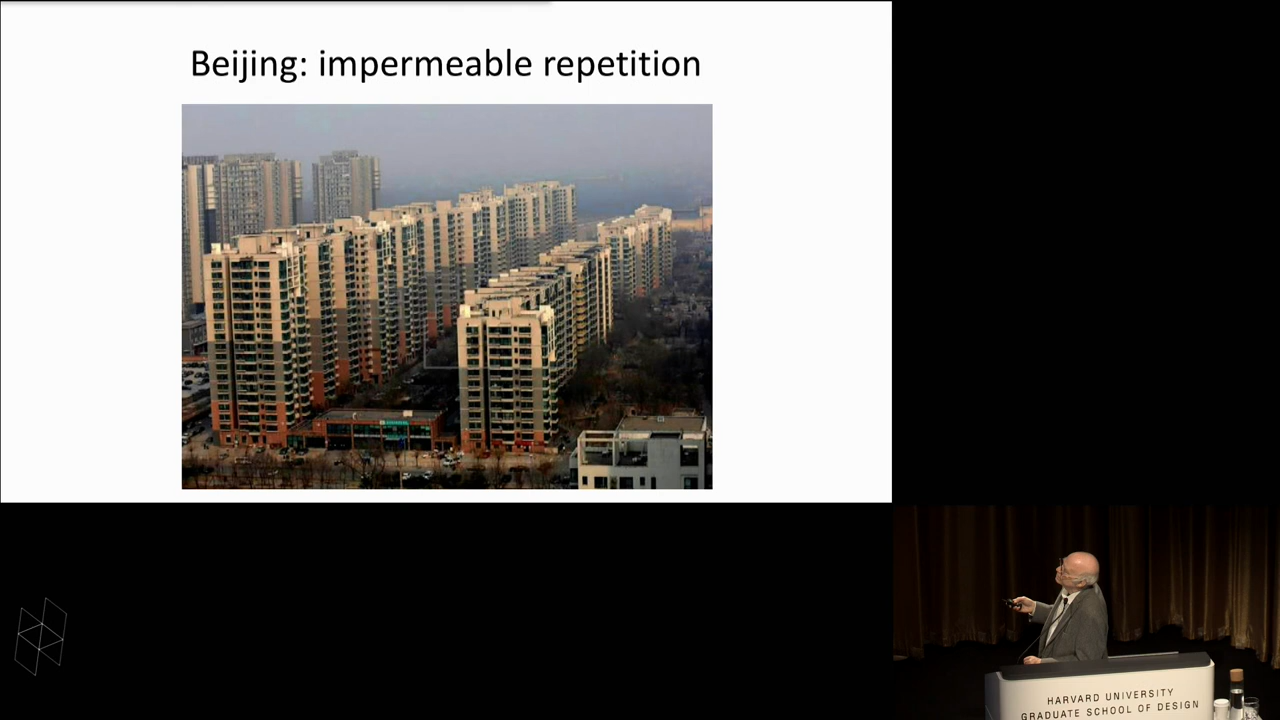 Beijing: impermeable repetition
HARVARD UNIVERSITY
GRADUATE SCHOOL OF DESIGN